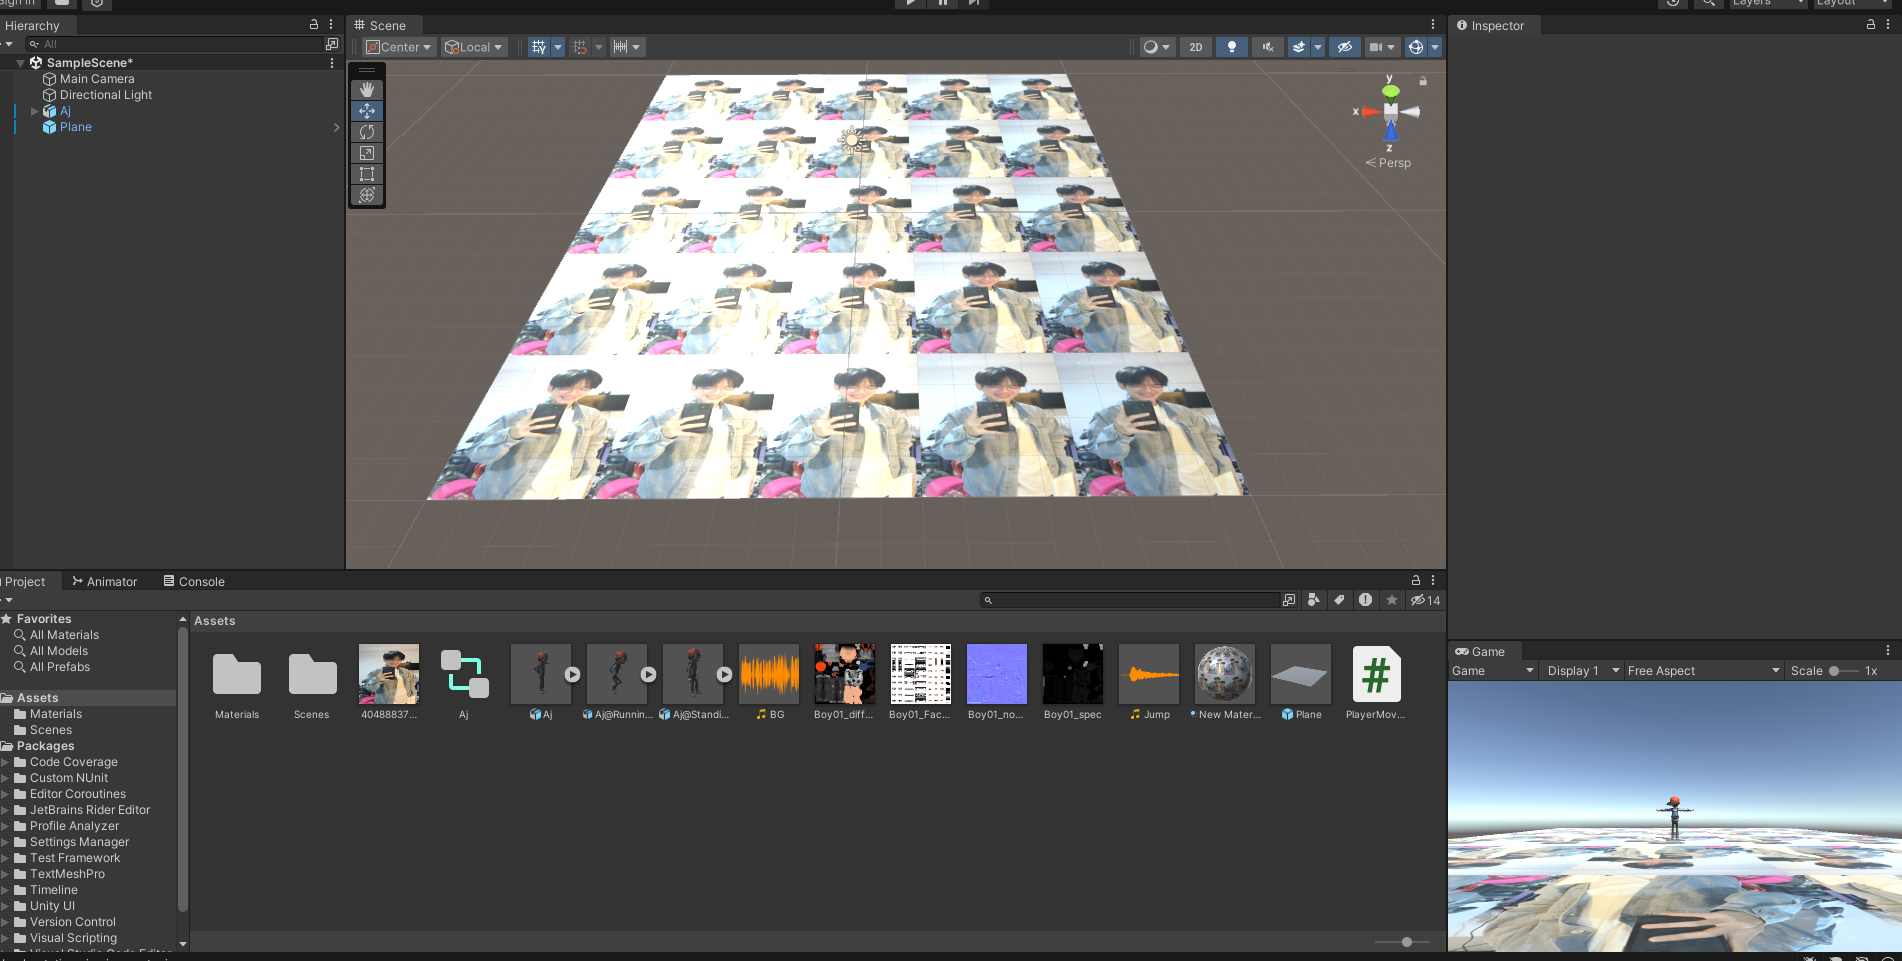 Sign in
Layers
Layout
Hierarchy
Scene
Inspector
All
Center
Local
2D
SampleScene*
Main Camera
Directional Light
Aj
Plane
y
x
z
Persp
Project
Animator
Console
14
Favorites
All Materials
All Models
All Prefabs
Assets
Materials
Scenes
Packages
Code Coverage
Custom NUnit
Editor Coroutines
JetBrains Rider Editor
Profile Analyzer
Settings Manager
Test Framework
TextMeshPro
Timeline
Unity UI
Version Control
Visual Scripting
Assets
Materials
Scenes
40488837...
Aj
Aj
Aj@Runnin...
Aj@Standi...
BG
Boy01_diff...
Boy01_Fac...
Boy01_no...
Boy01_spec
Jump
New Mater...
Plane
#
PlayerMov...
Game
Game
Display 1
Free Aspect
Scale
1x